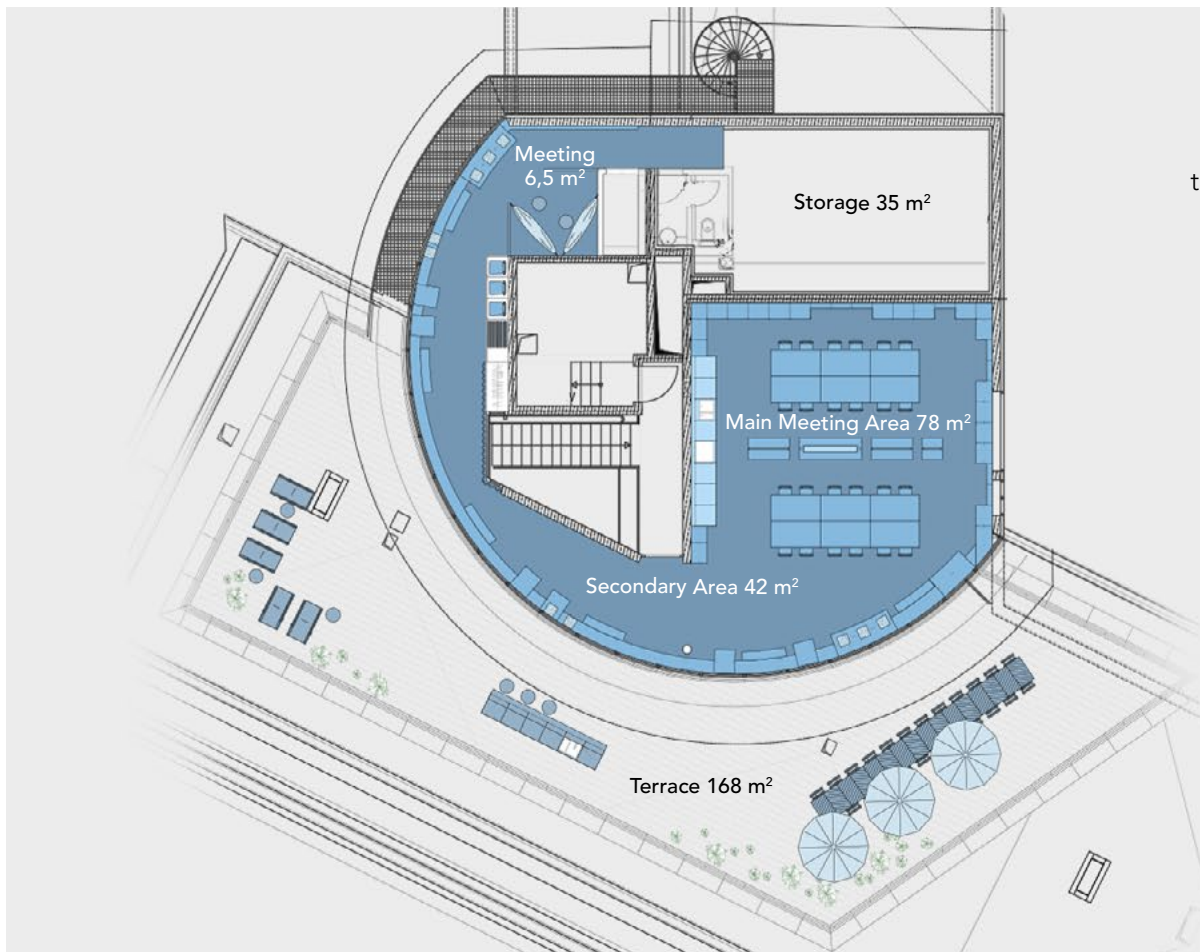 Meeting
6,5 m²
t
Storage 35 m²
Main Meeting Area 78 m²
Secondary Area 42 m²
Terrace 168 m²